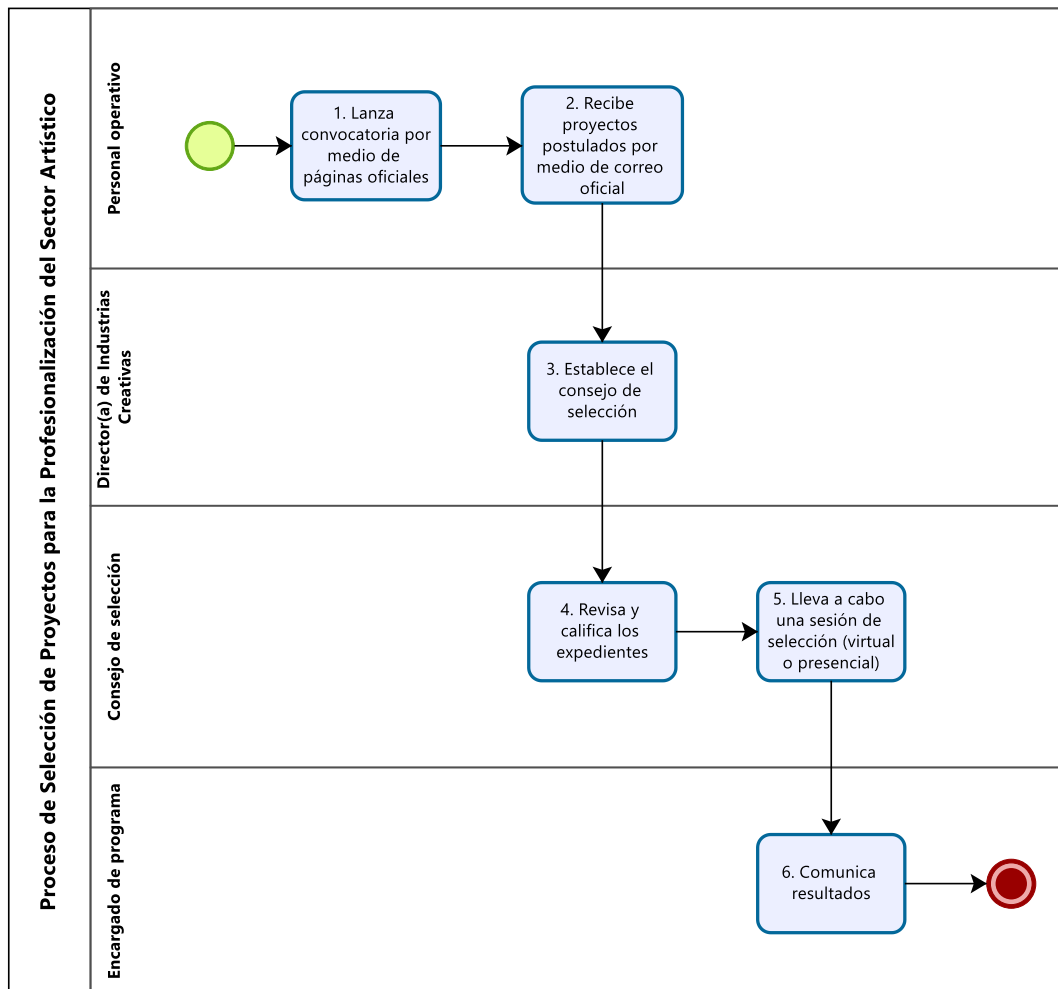 Proceso de Selección de Proyectos para la Profesionalización del Sector Artístico
Personal operativo
1. Lanza
convocatoria por
medio de
páginas oficiales
2. Recibe
proyectos
postulados por
medio de correo
oficial
Director(a) de Industrias
Creativas
3. Establece el
consejo de
selección
Consejo de selección
4. Revisa y
califica los
expedientes
5. Lleva a cabo
una sesión de
selección (virtual
o presencial)
Encargado de programa
6. Comunica
resultados